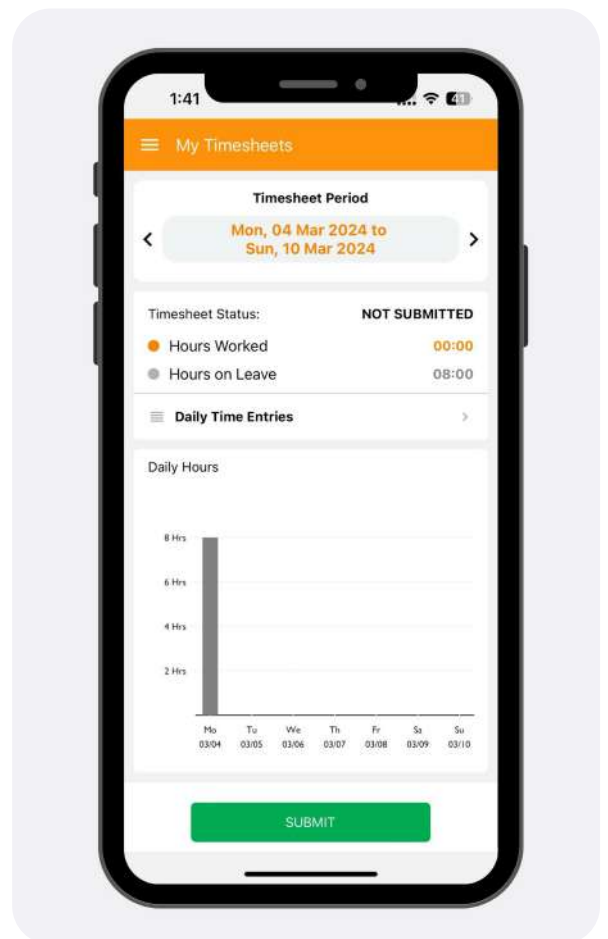 1:41
41
My Timesheets
Timesheet Period
Mon, 04 Mar 2024 to
Sun, 10 Mar 2024
Timesheet Status: NOT SUBMITTED
Hours Worked 00:00
Hours on Leave 08:00
Daily Time Entries
Daily Hours
8 Hrs
6 Hrs
4 Hrs
2 Hrs
Mo Tu We Th Fr Sa Su
03/04 03/05 03/06 03/07 03/08 03/09 03/10
SUBMIT